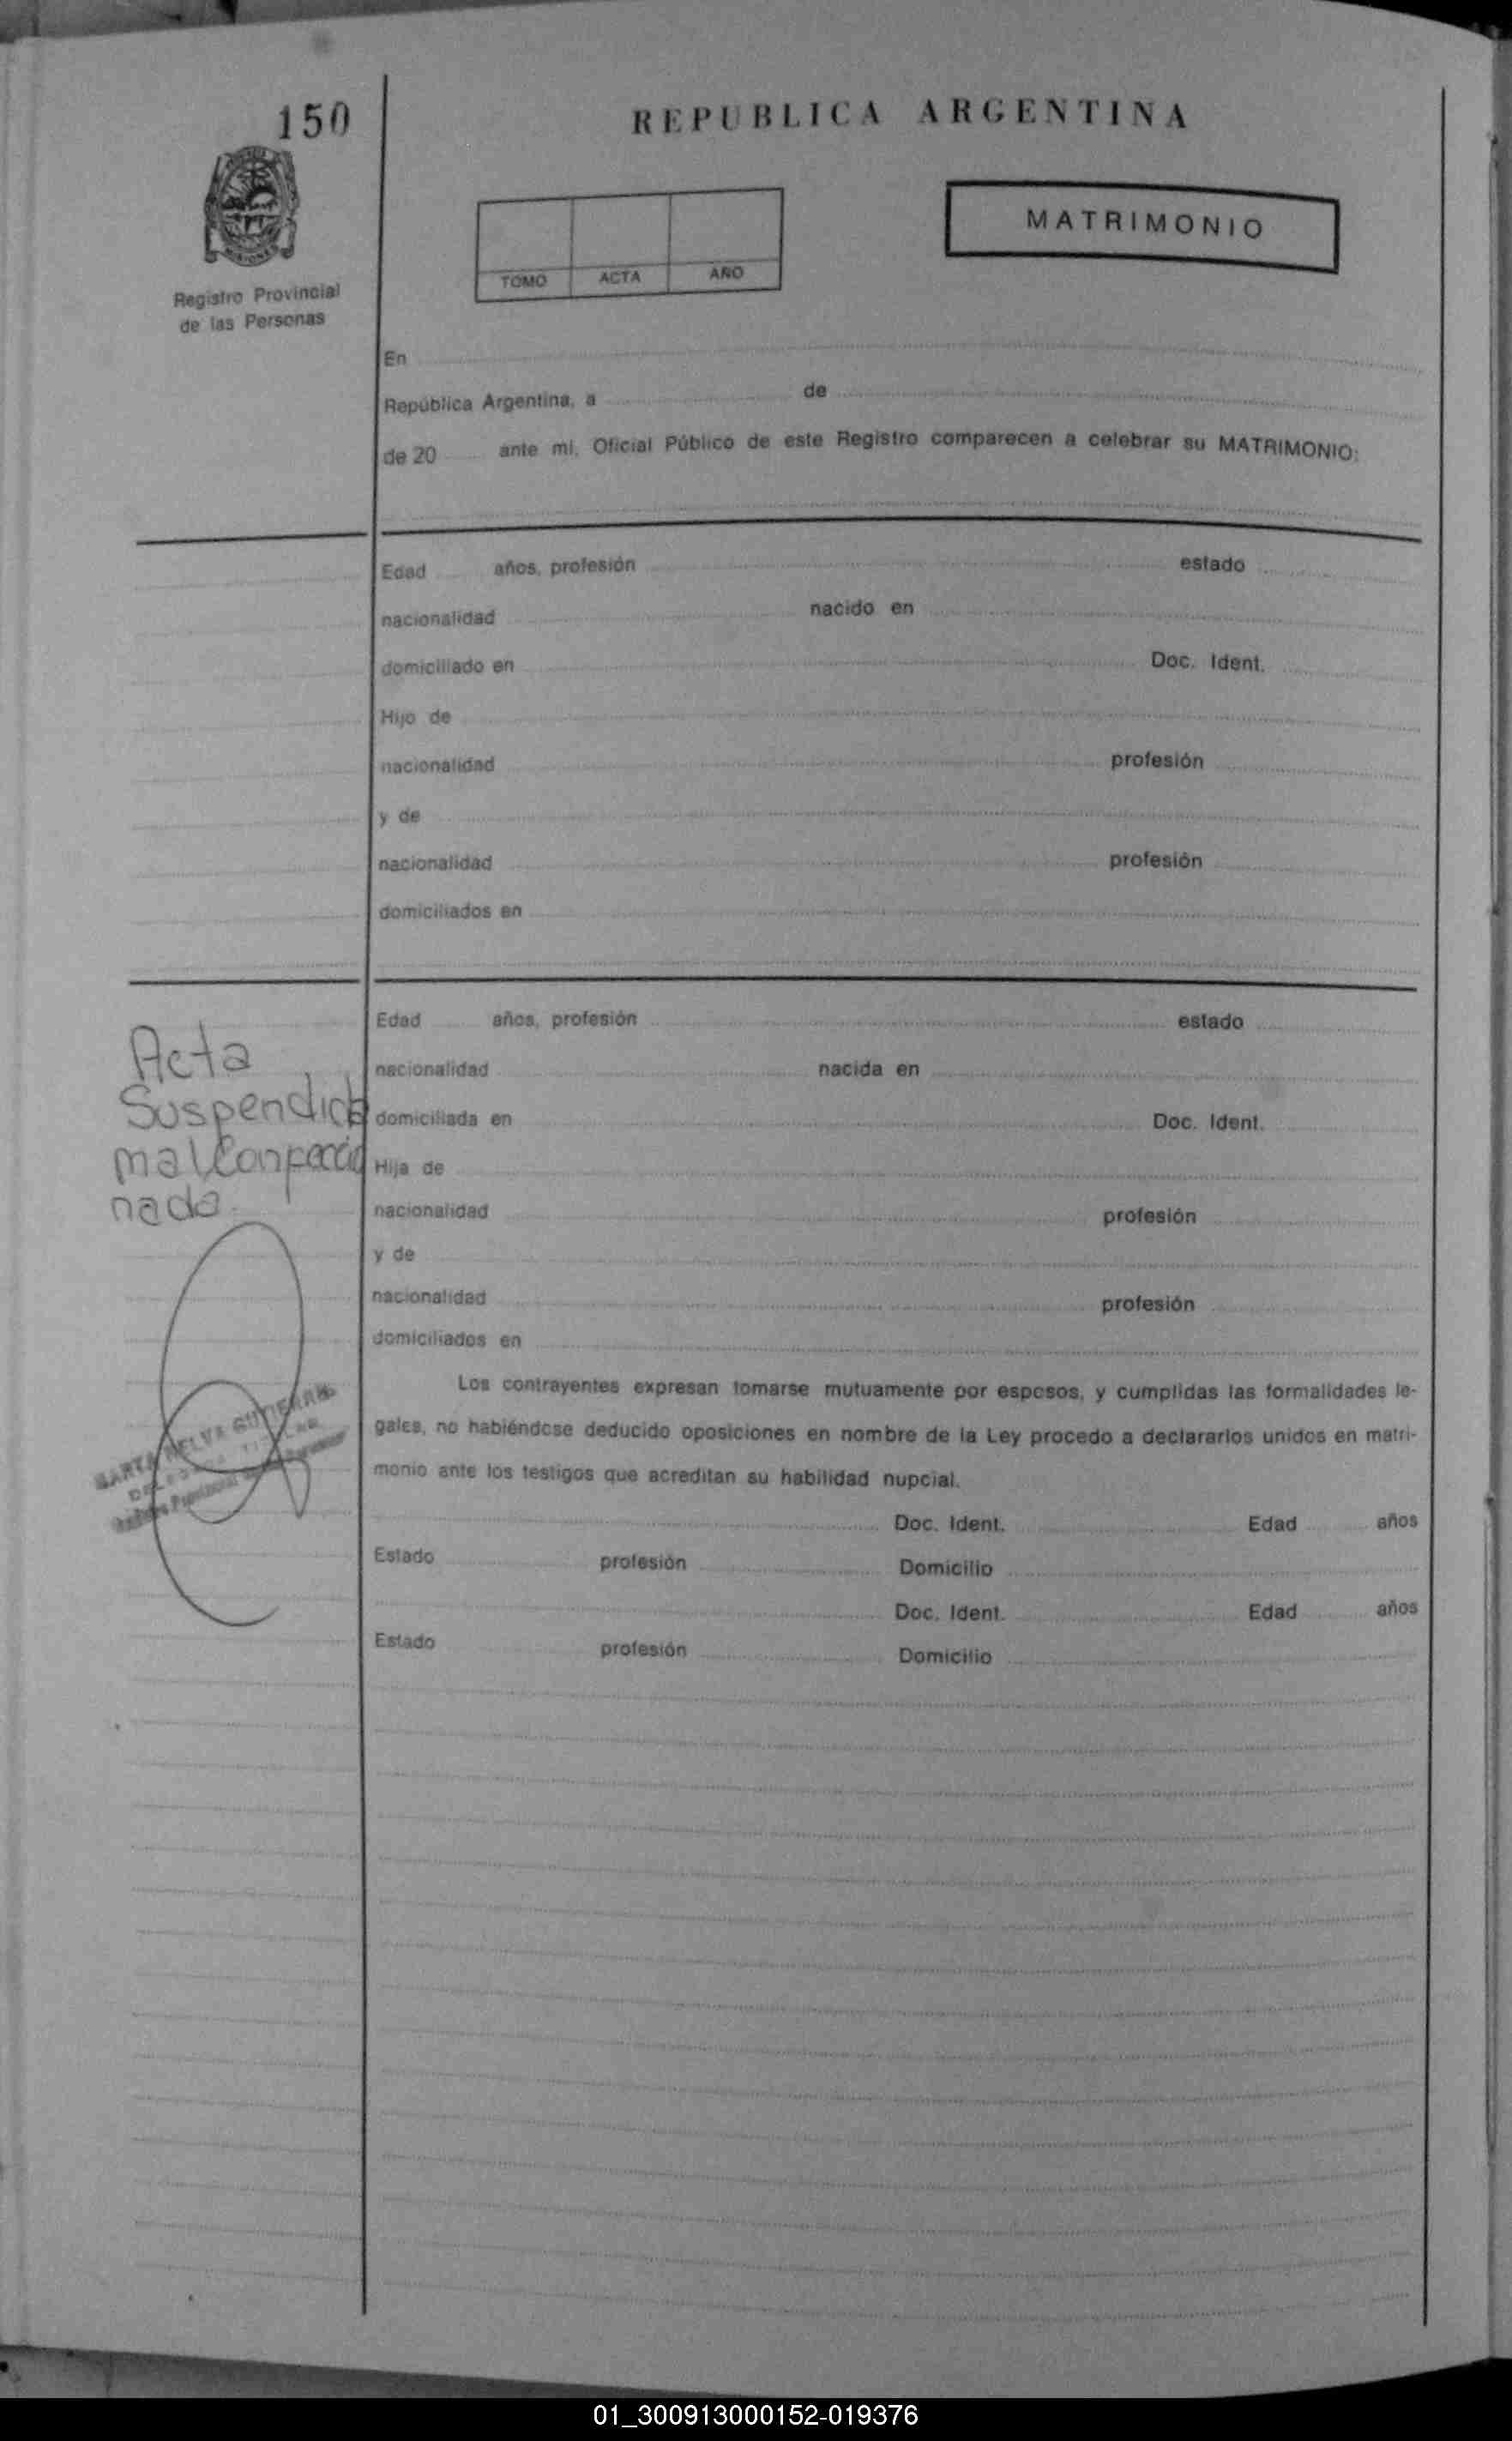 150
REPUBLICA ARGENTINA
MISIONES
Registro Provincial
de las Personas
TOMO ACTA AÑO
MATRIMONIO
En
República Argentina, a de
de 20 ante mi, Oficial Público de este Registro comparecen a celebrar su MATRIMONIO:
Edad años, profesión estado
nacionalidad nacido en
domiciliado en Doc. Ident.
Hijo de
nacionalidad profesión
y de
nacionalidad profesión
domiciliados en
Edad años, profesión estado
nacionalidad nacida en
domiciliada en Doc. Ident.
Hija de
nacionalidad profesión
y de
nacionalidad profesión
domiciliados en
Acta
Suspendida
mal Confeccio
nada.
Los contrayentes expresan tomarse mutuamente por esposos, y cumplidas las formalidades le-
gales, no habiéndose deducido oposiciones en nombre de la Ley procedo a declararlos unidos en matri-
monio ante los testigos que acreditan su habilidad nupcial.
MARTA NELVA
Doc. Ident. Edad años
Estado profesión Domicilio
Doc. Ident. Edad años
Estado profesión Domicilio
01_300913000152-019376